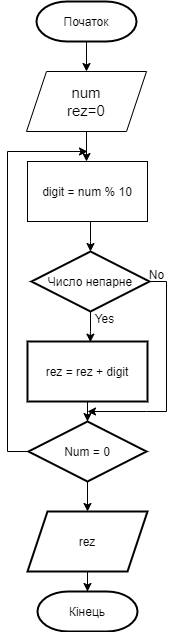 Початок
num
rez=0
digit = num % 10
Число непарне
No
Yes
rez = rez + digit
Num = 0
rez
Кінець